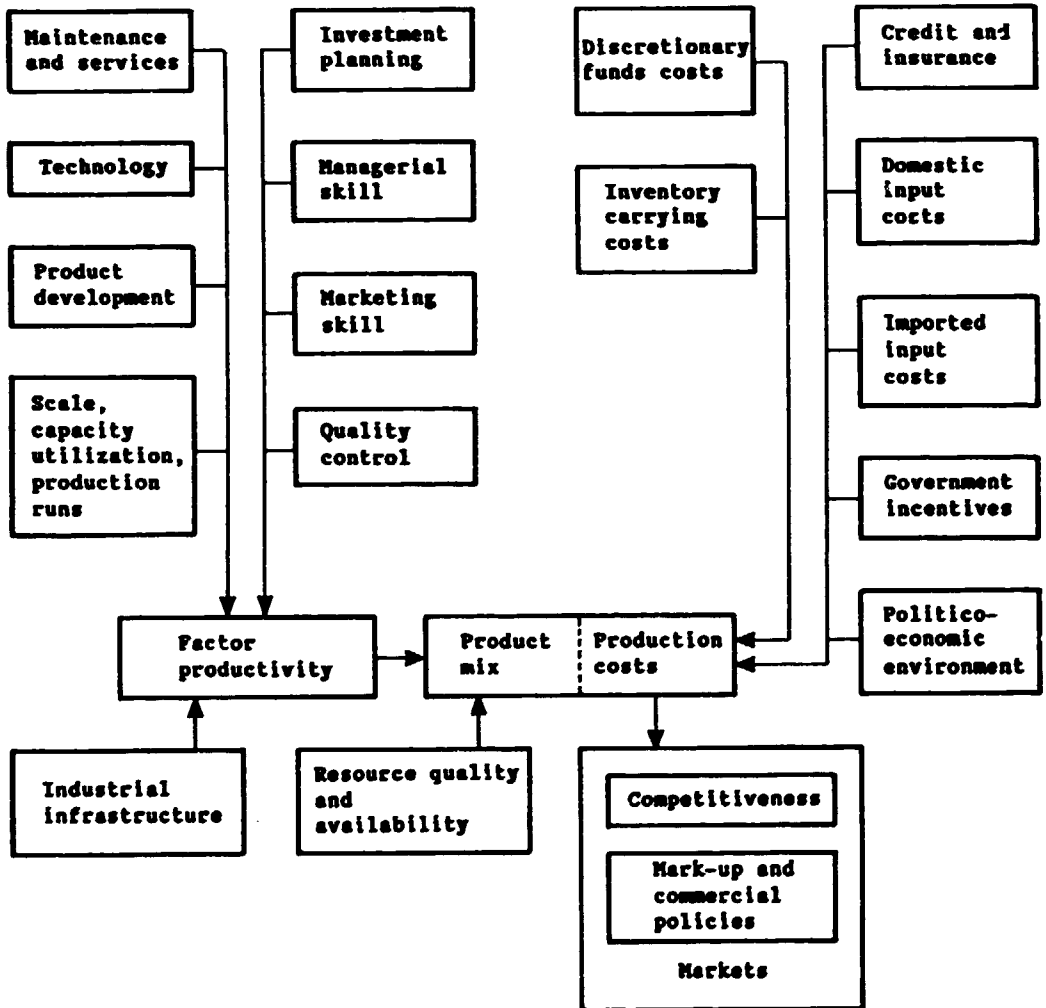 Maintenance
and services
Investment
planning
Discretionary
funds costs
Credit and
insurance
Technology
Managerial
skill
Inventory
carrying
costs
Domestic
input
cocts
Product
development
Marketing
skill
Imported
input
costs
Scale,
capacity
utilization,
production
runs
Quality
control
Government
incentives
Politico-
economic
environment
Factor
productivity
Product
mix
Production
costs
Industrial
infrastructure
Resource quality
and
availability
Competitiveness
Mark-up and
commercial
policies
Markets